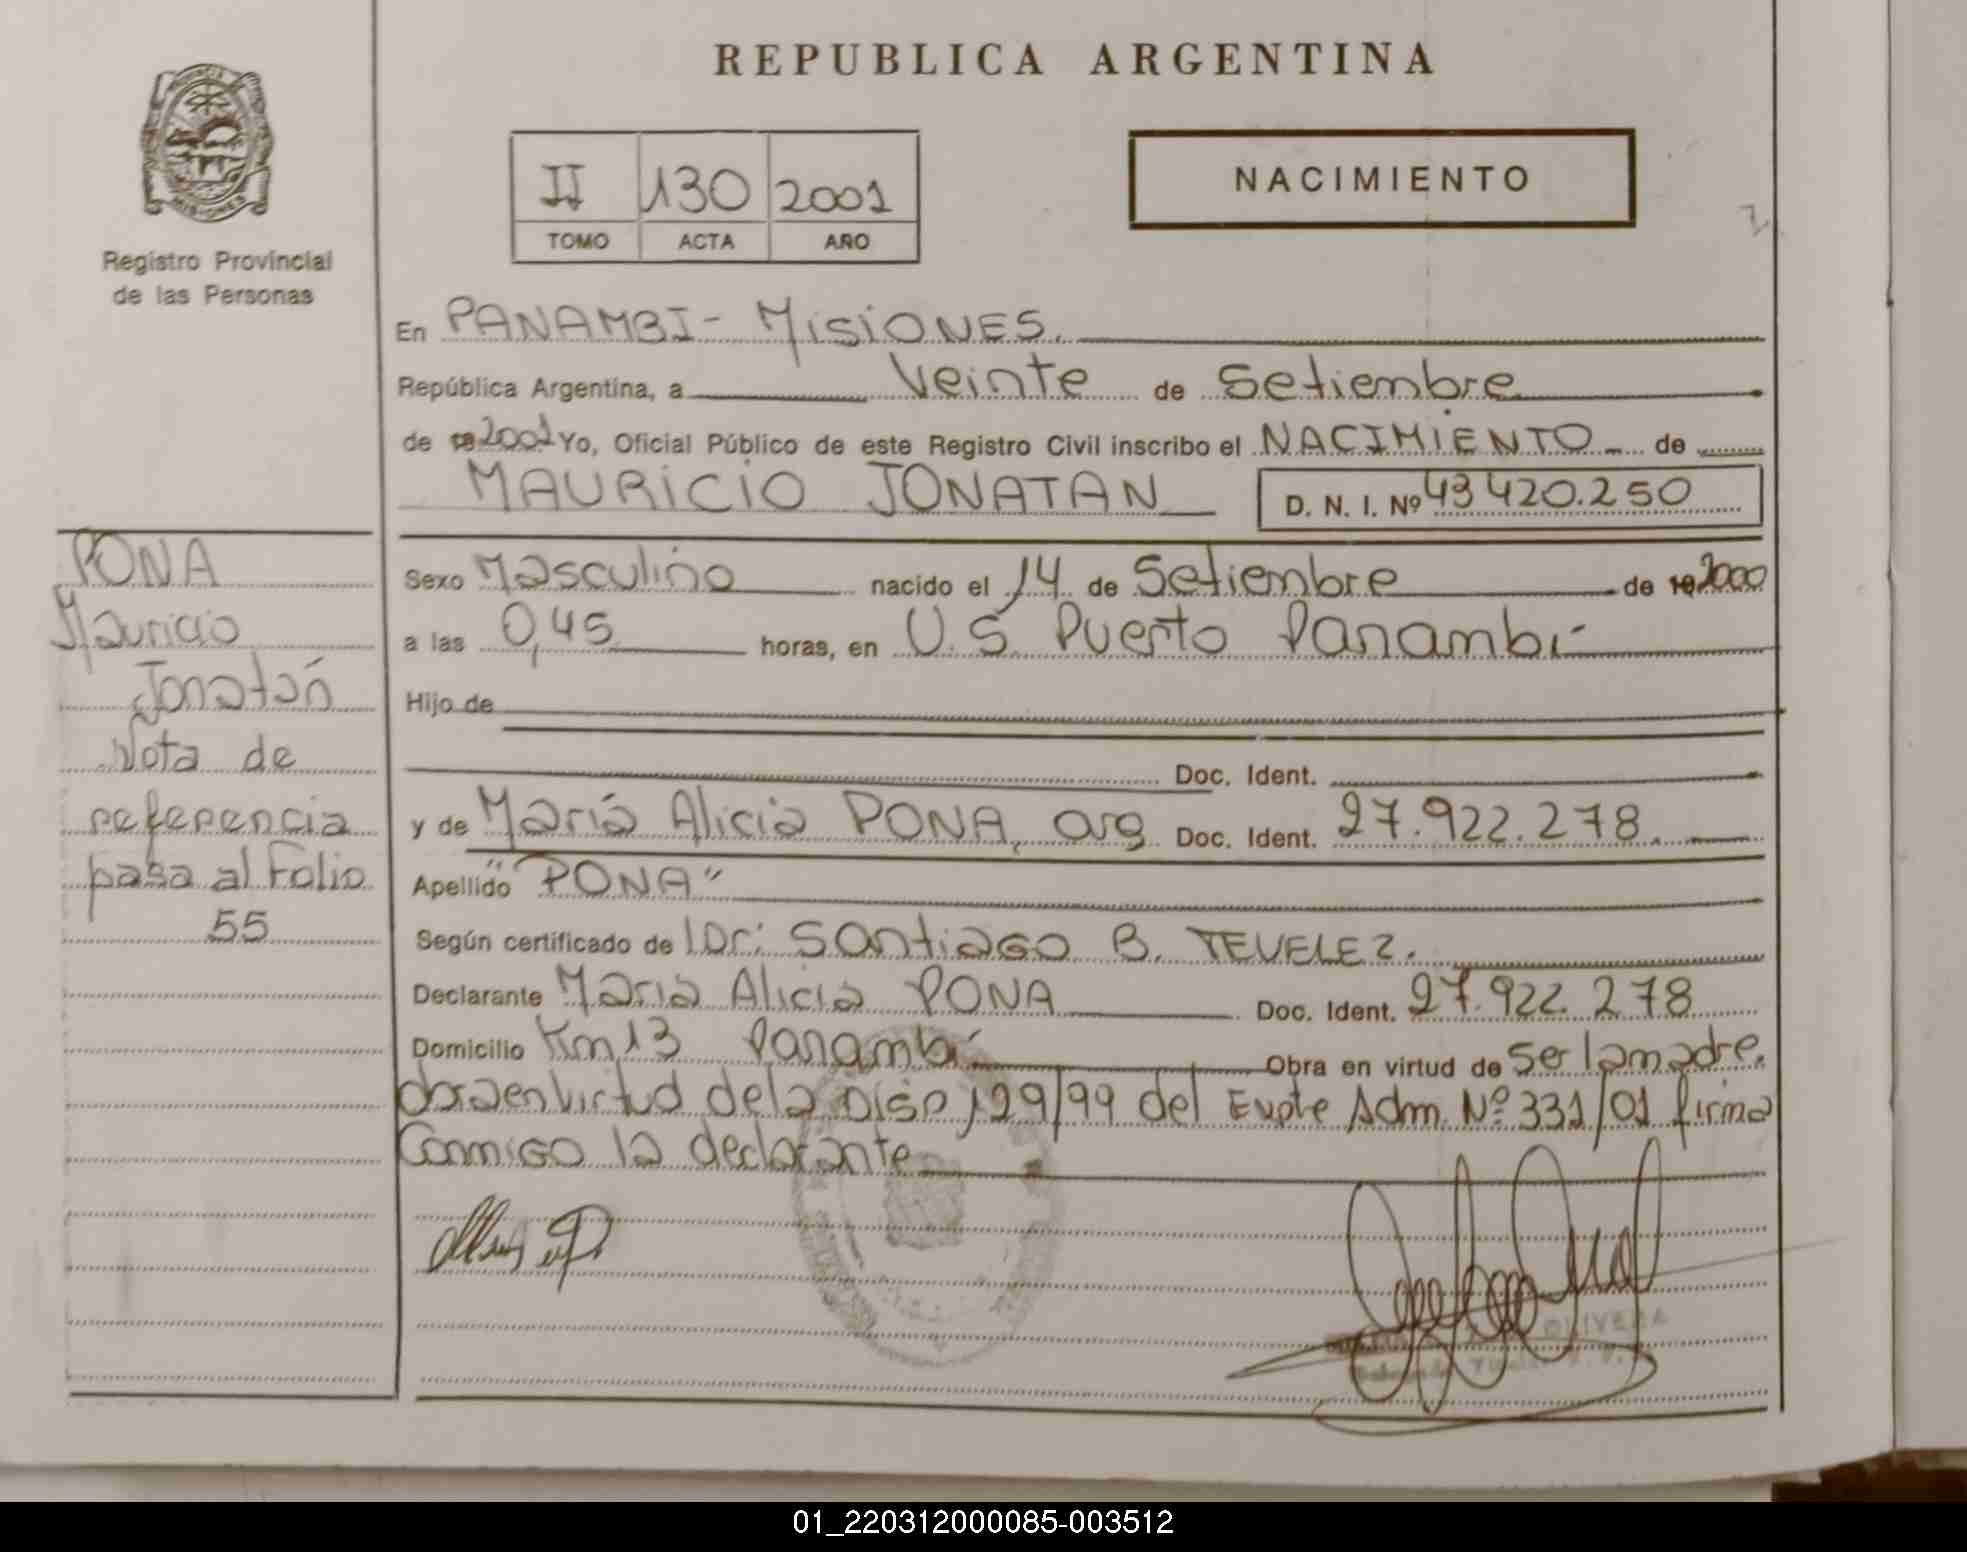 REPUBLICA ARGENTINA
II 130 2001
TOMO ACTA AÑO
NACIMIENTO
PROVINCIA
MISIONES
Registro Provincial
de las Personas
En PANAMBI - MISIONES.
República Argentina, a Veinte de Setiembre
de 2001 Yo, Oficial Público de este Registro Civil inscribo el NACIMIENTO de
MAURICIO JONATAN D. N. I. Nº 43420.250
Sexo Masculino nacido el 14 de Setiembre de 2000
a las 0,45 horas, en U.S. Puerto Panambí
Hijo de
Doc. Ident.
y de María Alicia PONA, arg Doc. Ident. 27.922.278.
Apellido "PONA"
Según certificado de Dr: Santiago B. TEVELEZ.
Declarante María Alicia PONA Doc. Ident. 27.922.278
Domicilio Km 13 Panambí Obra en virtud de Ser la madre.
en virtud de la Disp 129/99 del Expte Adm. Nº 331/01 firma
Conmigo la declarante
PONA
Mauricio
Jonatán
Nota de
referencia
pasa al Folio
55
OLIVERA
01_220312000085-003512